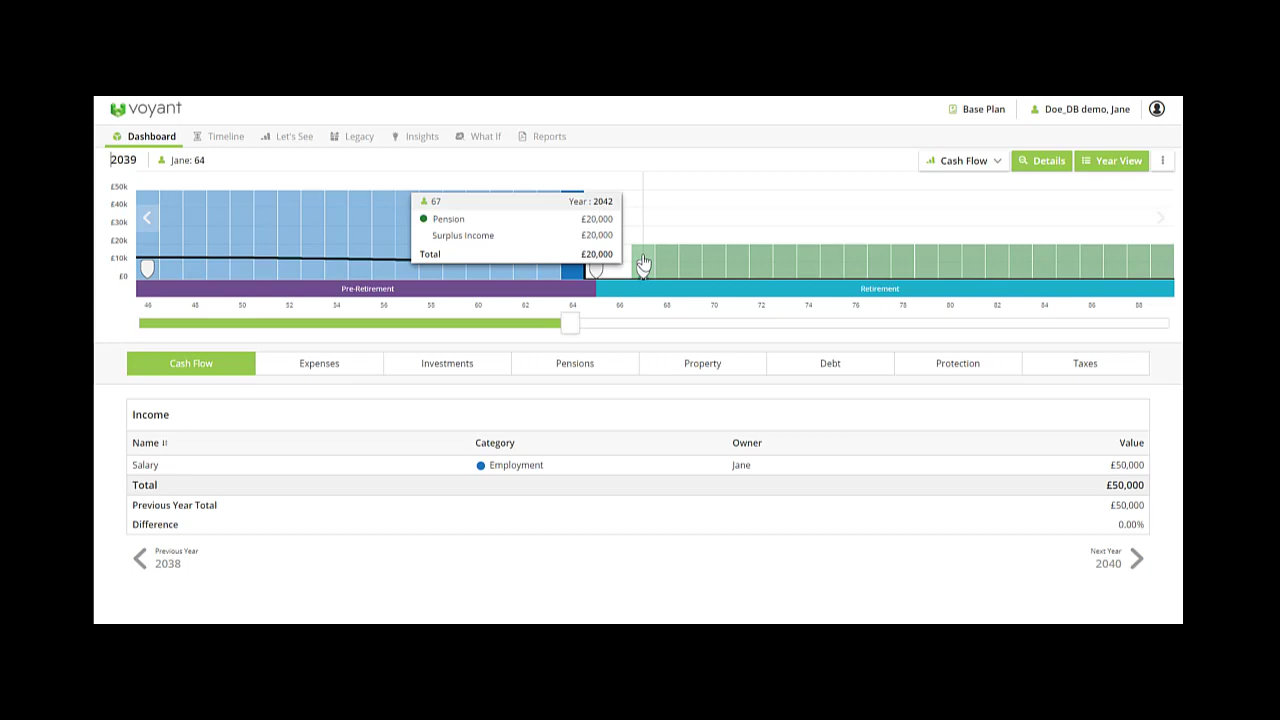 voyant
Base Plan
Doe_DB demo, Jane
Dashboard Timeline Let's See Legacy Insights What If Reports
2039 Jane: 64
Cash Flow Details Year View
£50k
£40k
£30k
£20k
£10k
£0
67 Year : 2042
Pension £20,000
Surplus Income £20,000
Total £20,000
Pre-Retirement Retirement
46 48 50 52 54 56 58 60 62 64 66 68 70 72 74 76 78 80 82 84 86 88
Cash Flow Expenses Investments Pensions Property Debt Protection Taxes
Income
Name Category Owner Value
Salary Employment Jane £50,000
Total £50,000
Previous Year Total £50,000
Difference 0.00%
Previous Year Next Year
2038 2040